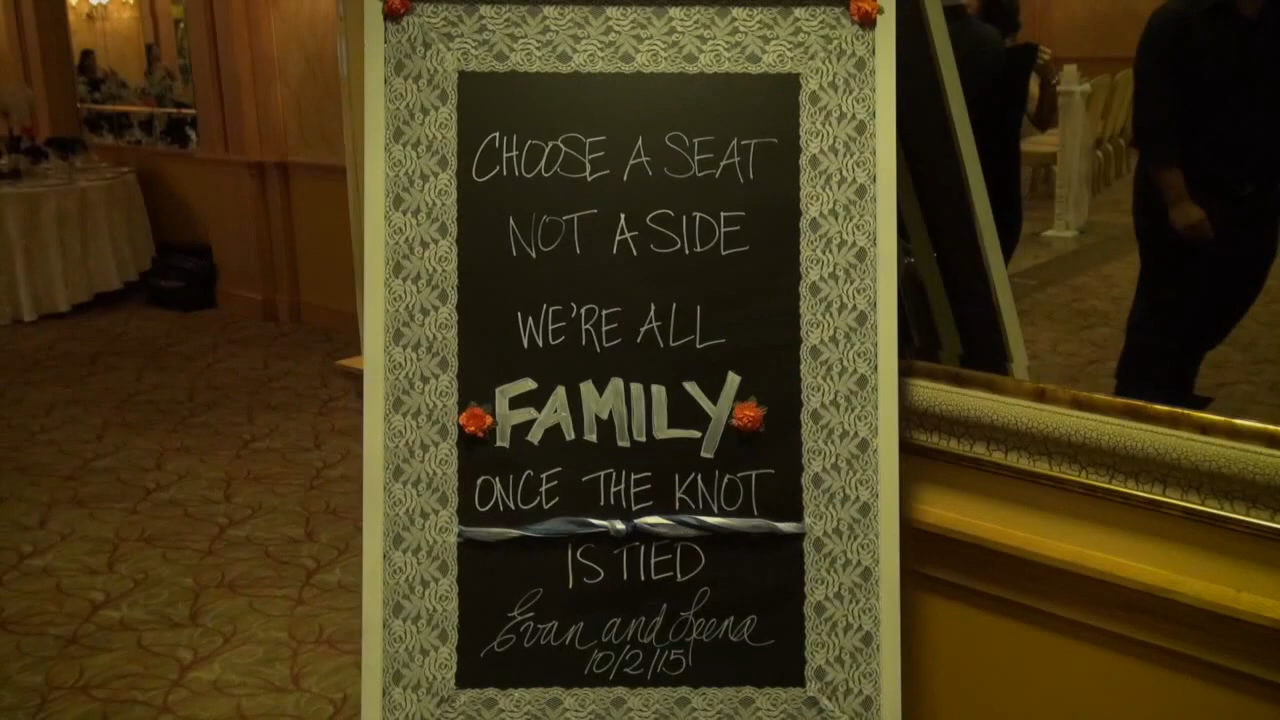 CHOOSE A SEAT
NOT A SIDE
WE'RE ALL
FAMILY
ONCE THE KNOT
IS TIED
Evan and Leena
10/2/15